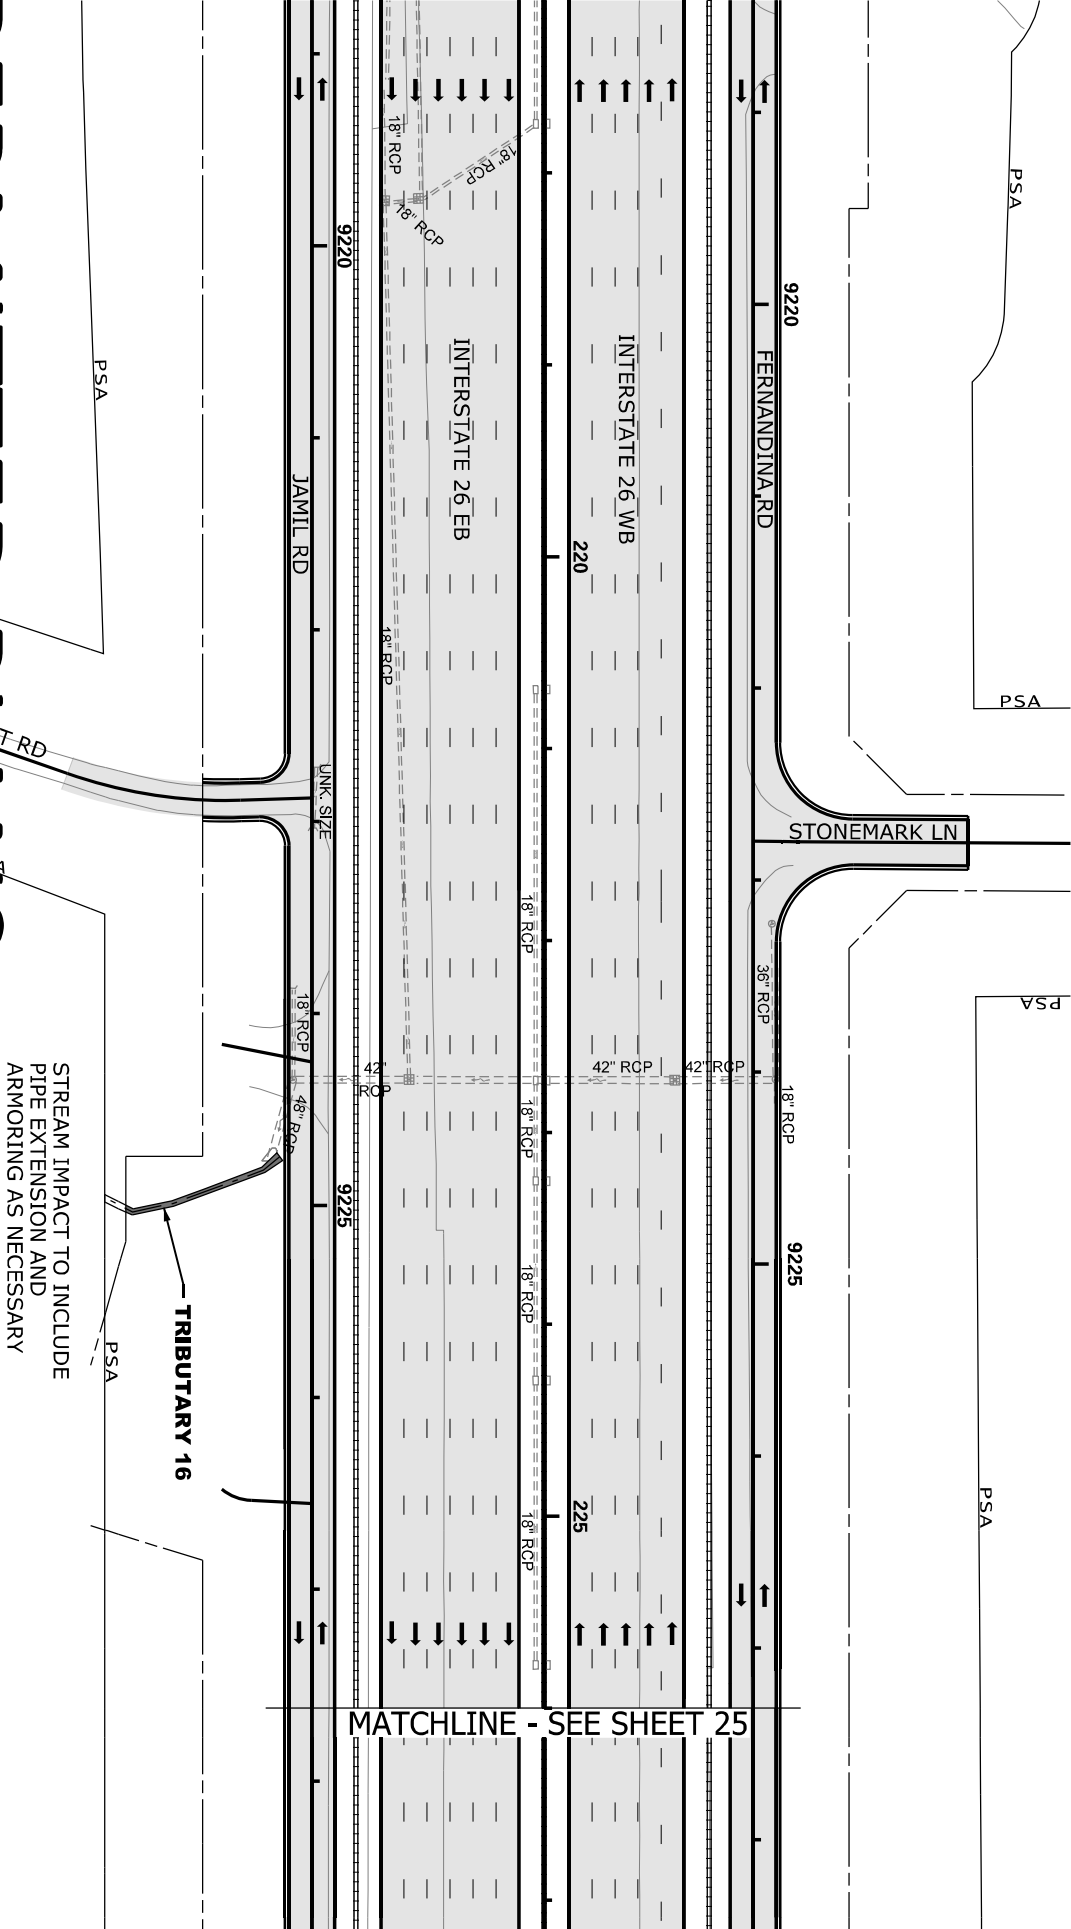 18" RCP
18" RCP
18" RCP
9220
9220
PSA
PSA
INTERSTATE 26 EB
INTERSTATE 26 WB
FERNANDINA RD
JAMIL RD
220
18" RCP
PSA
T RD
UNK. SIZE
STONEMARK LN
18" RCP
36" RCP
PSA
18" RCP
42"
RCP
42" RCP
42" RCP
18" RCP
18" RCP
48" RCP
9225
9225
18" RCP
STREAM IMPACT TO INCLUDE
PIPE EXTENSION AND
ARMORING AS NECESSARY
TRIBUTARY 16
PSA
PSA
225
18" RCP
MATCHLINE - SEE SHEET 25